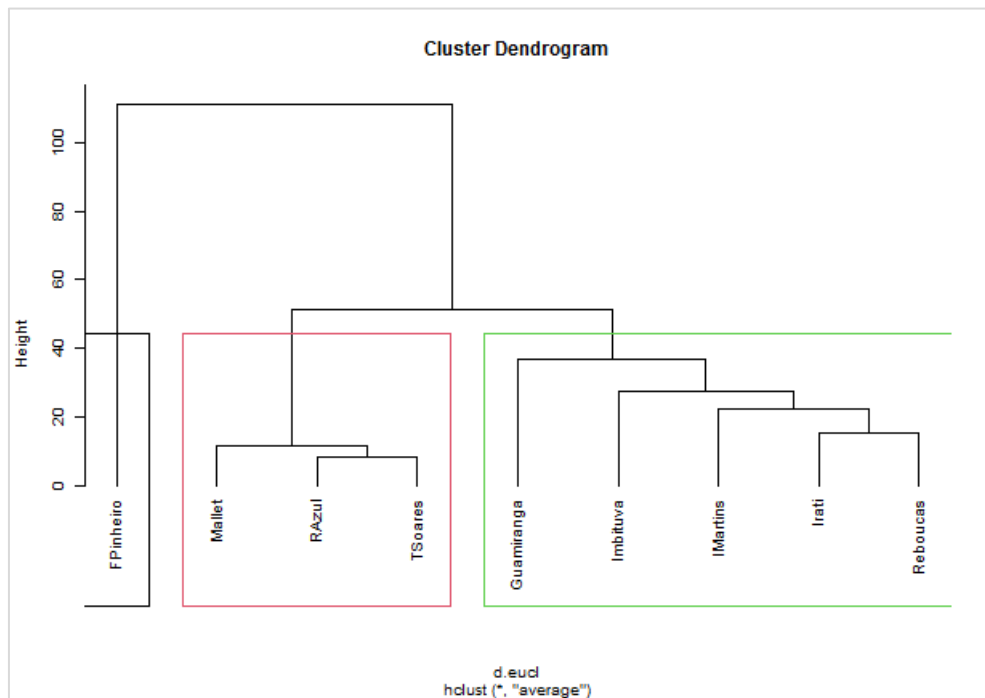 Cluster Dendrogram
Height
0
20
40
60
80
100
FPinheiro
Mallet
RAzul
TSoares
Guamiranga
Imbituva
IMartins
Irati
Reboucas
d.eucl
hclust (*, "average")